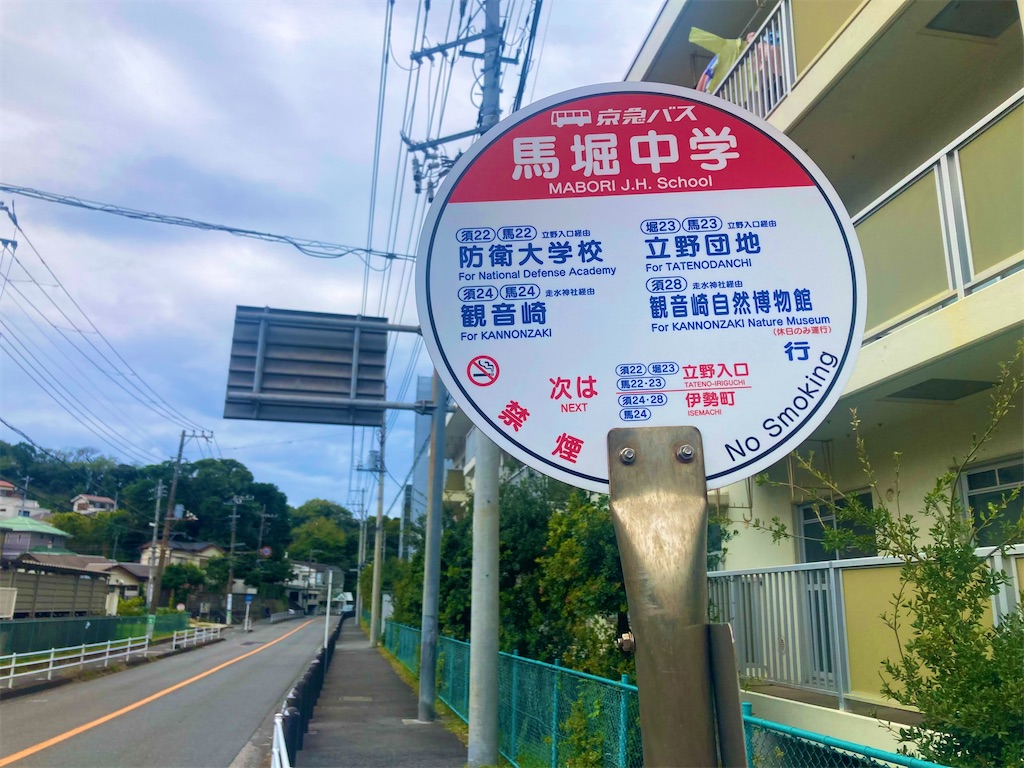 京急バス
馬堀中学
MABORI J.H. School
須22 馬22 立野入口経由
防衛大学校
For National Defense Academy
須24 馬24 走水神社経由
観音崎
For KANNONZAKI
堀23 馬23 立野入口経由
立野団地
For TATENODANCHI
須28 走水神社経由
観音崎自然博物館
For KANNONZAKI Nature Museum
(休日のみ運行)
行
次は
NEXT
須22 堀23
馬22・23
立野入口
TATENO-IRIGUCHI
須24・28
馬24
伊勢町
ISEMACHI
禁煙
No Smoking